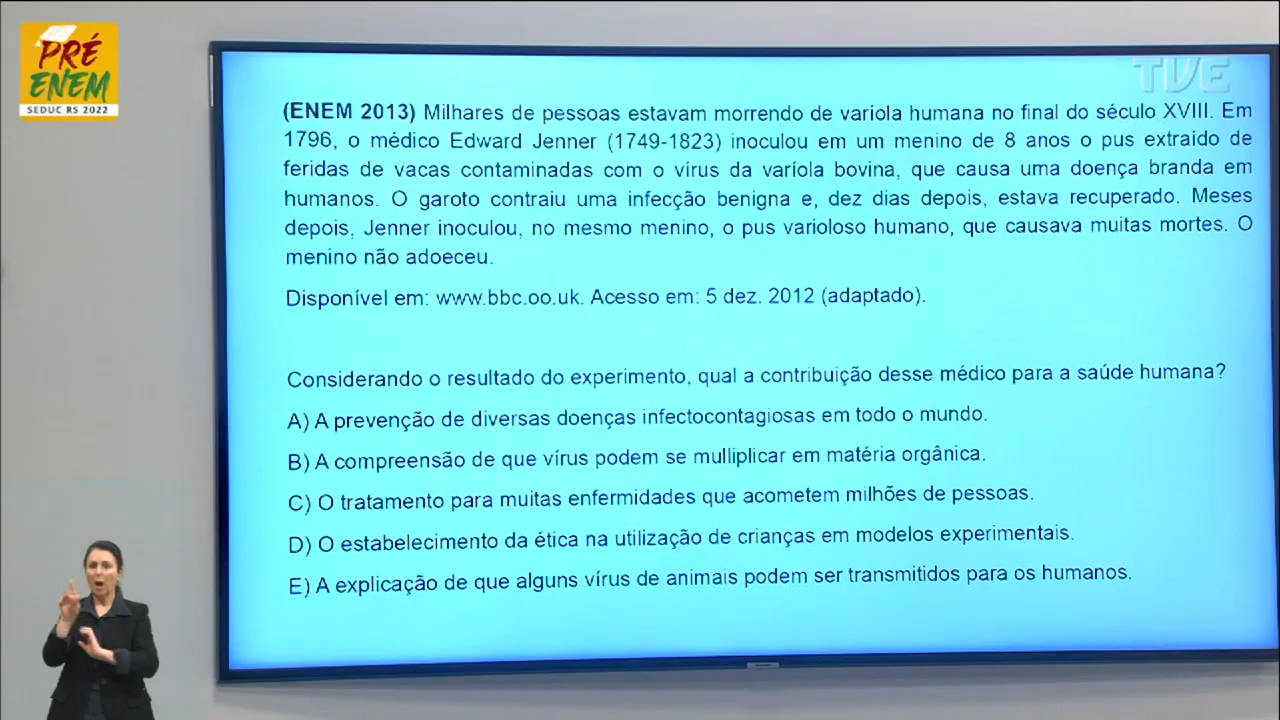 PRÉ
ENEM
SEDUC RS 2022
TVE
(ENEM 2013) Milhares de pessoas estavam morrendo de varíola humana no final do século XVIII. Em
1796, o médico Edward Jenner (1749-1823) inoculou em um menino de 8 anos o pus extraído de
feridas de vacas contaminadas com o vírus da varíola bovina, que causa uma doença branda em
humanos. O garoto contraiu uma infecção benigna e, dez dias depois, estava recuperado. Meses
depois, Jenner inoculou, no mesmo menino, o pus varioloso humano, que causava muitas mortes. O
menino não adoeceu.
Disponível em: www.bbc.oo.uk. Acesso em: 5 dez. 2012 (adaptado).
Considerando o resultado do experimento, qual a contribuição desse médico para a saúde humana?
A) A prevenção de diversas doenças infectocontagiosas em todo o mundo.
B) A compreensão de que vírus podem se mulliplicar em matéria orgânica.
C) O tratamento para muitas enfermidades que acometem milhões de pessoas.
D) O estabelecimento da ética na utilização de crianças em modelos experimentais.
E) A explicação de que alguns vírus de animais podem ser transmitidos para os humanos.